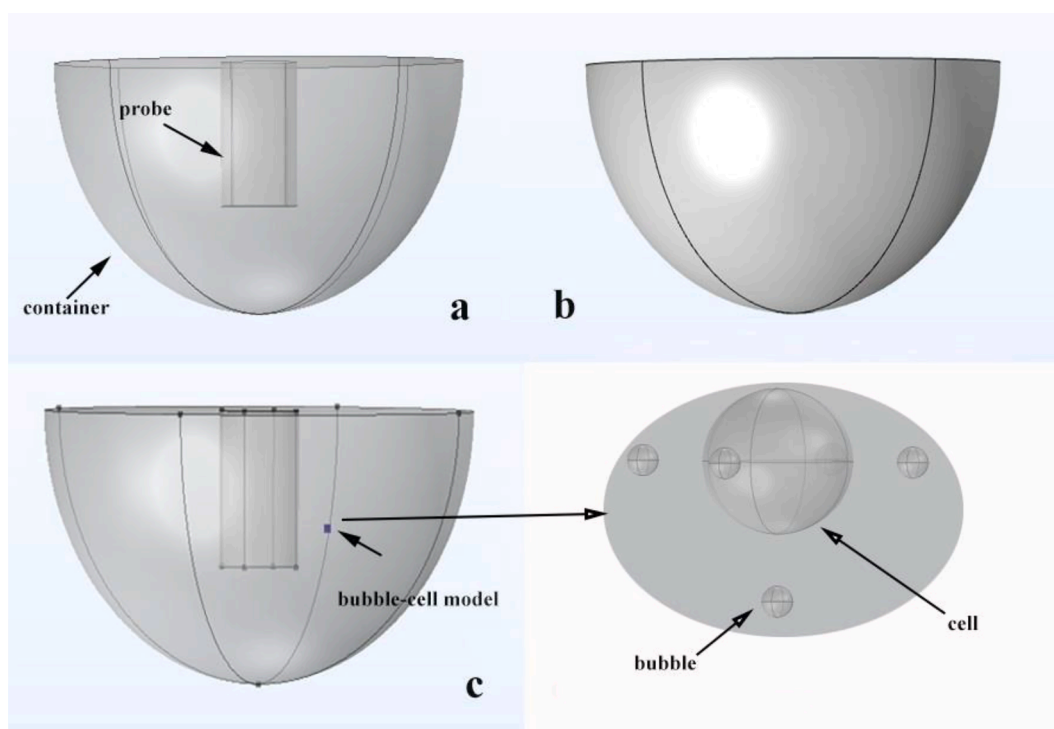 probe
container
a
b
bubble-cell model
c
cell
bubble